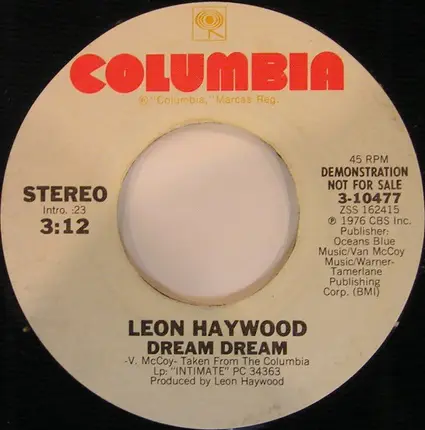 COLUMBIA
® "Columbia," Marcas Reg.
STEREO
Intro. :23
3:12
45 RPM
DEMONSTRATION
NOT FOR SALE
3-10477
ZSS 162415
℗ 1976 CBS Inc.
Publisher:
Oceans Blue
Music/Van McCoy
Music/Warner-
Tamerlane
Publishing
Corp. (BMI)
LEON HAYWOOD
DREAM DREAM
-V. McCoy- Taken From The Columbia
Lp: "INTIMATE" PC 34363
Produced by Leon Haywood